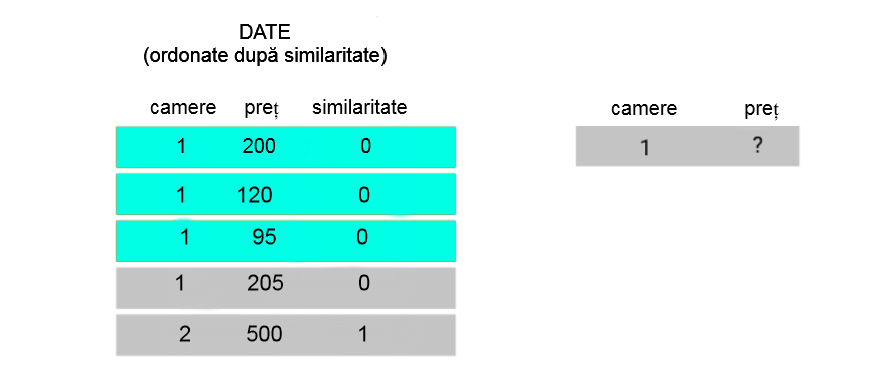 DATE
(ordonate după similaritate)
camere preț similaritate
1 200 0
1 120 0
1 95 0
1 205 0
2 500 1
camere preț
1 ?